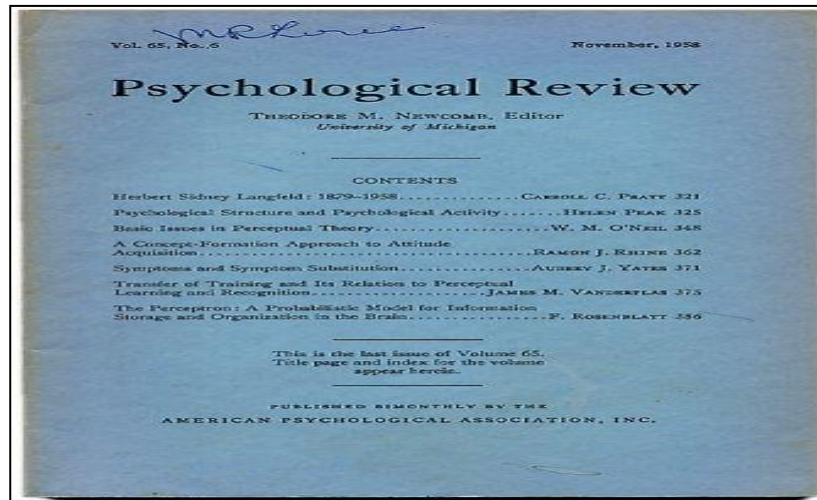 Vol. 65, No. 6 November, 1958
Psychological Review
THEODORE M. NEWCOMB, Editor
University of Michigan
CONTENTS
Herbert Sidney Langfeld: 1879–1958..............CARROLL C. PRATT 321
Psychological Structure and Psychological Activity.......HELEN PEAK 325
Basic Issues in Perceptual Theory...................W. M. O'NEIL 348
A Concept-Formation Approach to Attitude
Acquisition.......................................RAMON J. RHINE 362
Symptoms and Symptom Substitution..............AUBREY J. YATES 371
Transfer of Training and Its Relation to Perceptual
Learning and Recognition....................JAMES M. VANDERPLAS 375
The Perceptron: A Probabilistic Model for Information
Storage and Organization in the Brain..............F. ROSENBLATT 386
This is the last issue of Volume 65.
Title page and index for the volume
appear herein.
PUBLISHED BIMONTHLY BY THE
AMERICAN PSYCHOLOGICAL ASSOCIATION, INC.